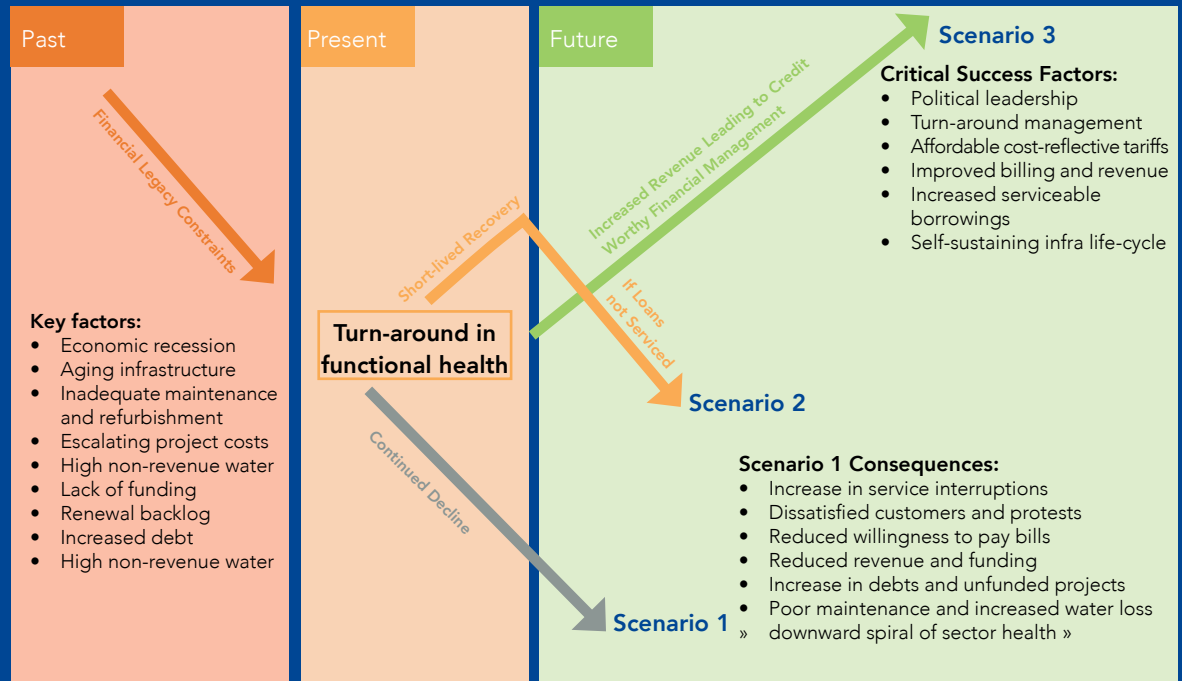 Past
Financial Legacy Constraints
Key factors:
• Economic recession
• Aging infrastructure
• Inadequate maintenance
and refurbishment
• Escalating project costs
• High non-revenue water
• Lack of funding
• Renewal backlog
• Increased debt
• High non-revenue water
Present
Short-lived Recovery
Turn-around in
functional health
Continued Decline
Future
Increased Revenue Leading to Credit
Worthy Financial Management
If Loans
not Serviced
Scenario 3
Critical Success Factors:
• Political leadership
• Turn-around management
• Affordable cost-reflective tariffs
• Improved billing and revenue
• Increased serviceable
borrowings
• Self-sustaining infra life-cycle
Scenario 2
Scenario 1 Consequences:
• Increase in service interruptions
• Dissatisfied customers and protests
• Reduced willingness to pay bills
• Reduced revenue and funding
• Increase in debts and unfunded projects
• Poor maintenance and increased water loss
» downward spiral of sector health »
Scenario 1